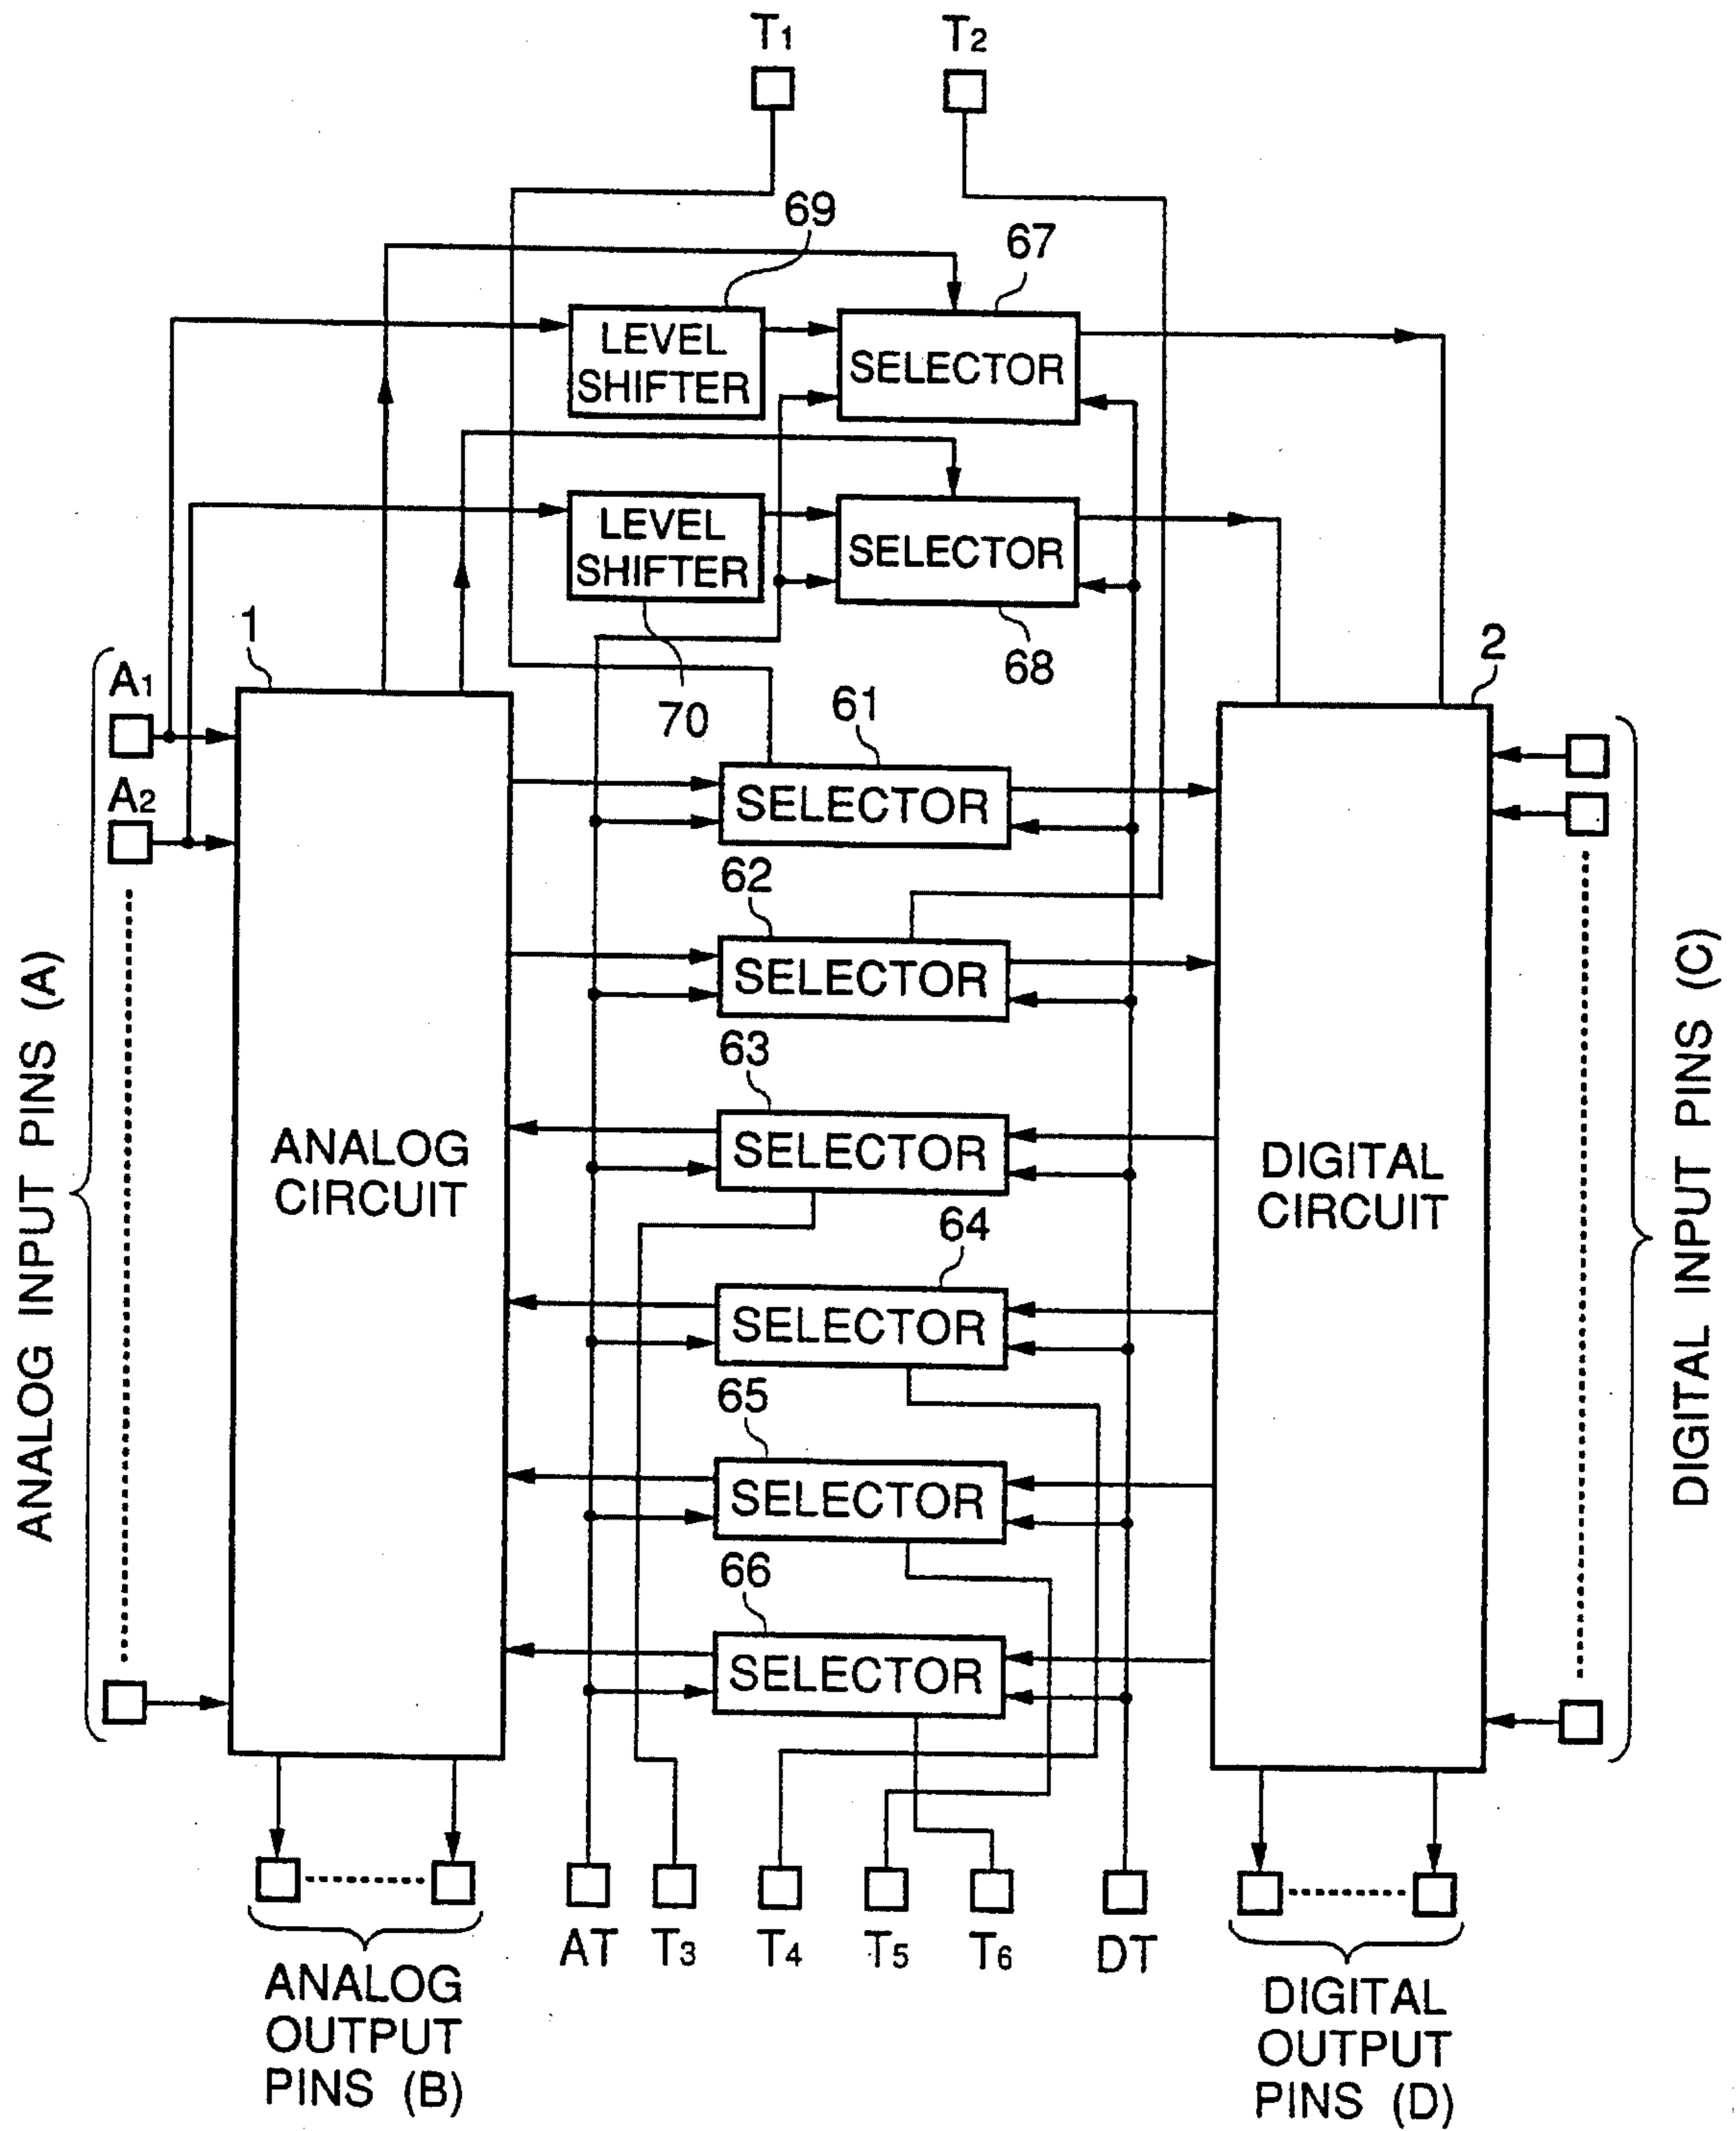 T1
T2
69
67
LEVEL
SHIFTER
SELECTOR
LEVEL
SHIFTER
SELECTOR
1
68
2
A1
70
61
SELECTOR
A2
62
SELECTOR
63
SELECTOR
ANALOG
CIRCUIT
DIGITAL
CIRCUIT
64
SELECTOR
65
SELECTOR
66
SELECTOR
ANALOG INPUT PINS (A)
DIGITAL INPUT PINS (C)
AT
T3
T4
T5
T6
DT
ANALOG
OUTPUT
PINS (B)
DIGITAL
OUTPUT
PINS (D)